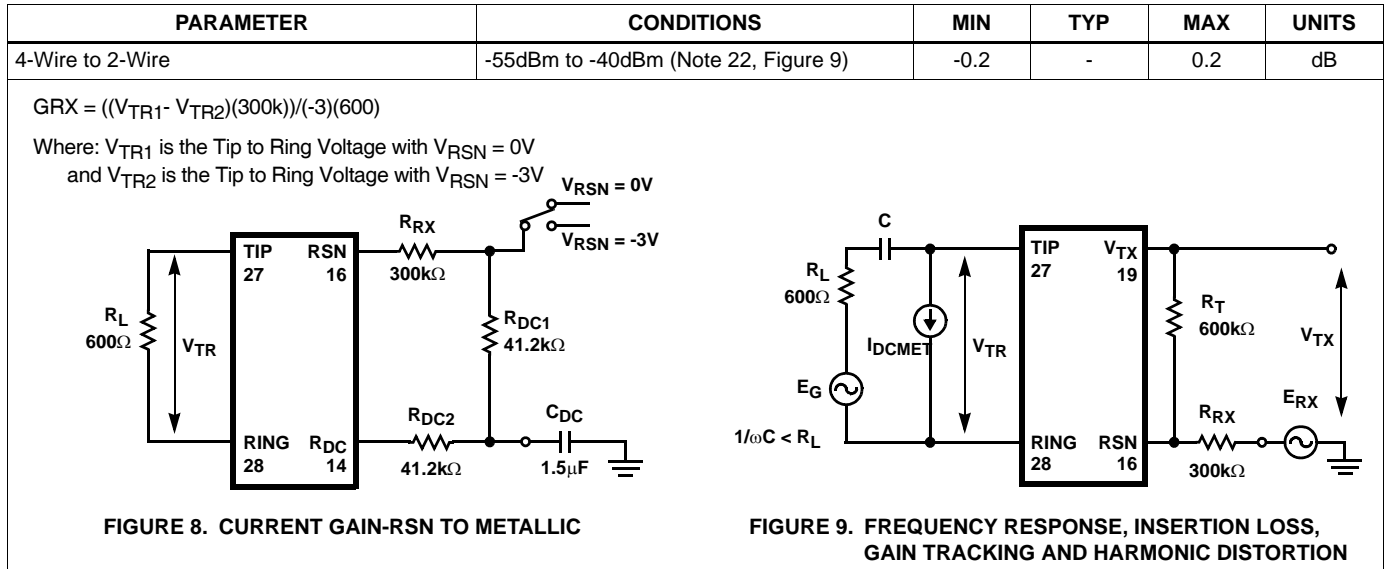 PARAMETER CONDITIONS MIN TYP MAX UNITS
4-Wire to 2-Wire -55dBm to -40dBm (Note 22, Figure 9) -0.2 - 0.2 dB
GRX = ((VTR1- VTR2)(300k))/(-3)(600)
Where: VTR1 is the Tip to Ring Voltage with VRSN = 0V
and VTR2 is the Tip to Ring Voltage with VRSN = -3V
VRSN = 0V
VRSN = -3V
RRX
300kΩ
TIP
27
RSN
16
RL
600Ω
VTR
RDC1
41.2kΩ
RING
28
RDC
14
RDC2
41.2kΩ
CDC
1.5μF
FIGURE 8. CURRENT GAIN-RSN TO METALLIC
C
RL
600Ω
IDCMET
VTR
EG
1/ωC < RL
TIP
27
VTX
19
RT
600kΩ
VTX
RING
28
RSN
16
RRX
300kΩ
ERX
FIGURE 9. FREQUENCY RESPONSE, INSERTION LOSS,
GAIN TRACKING AND HARMONIC DISTORTION